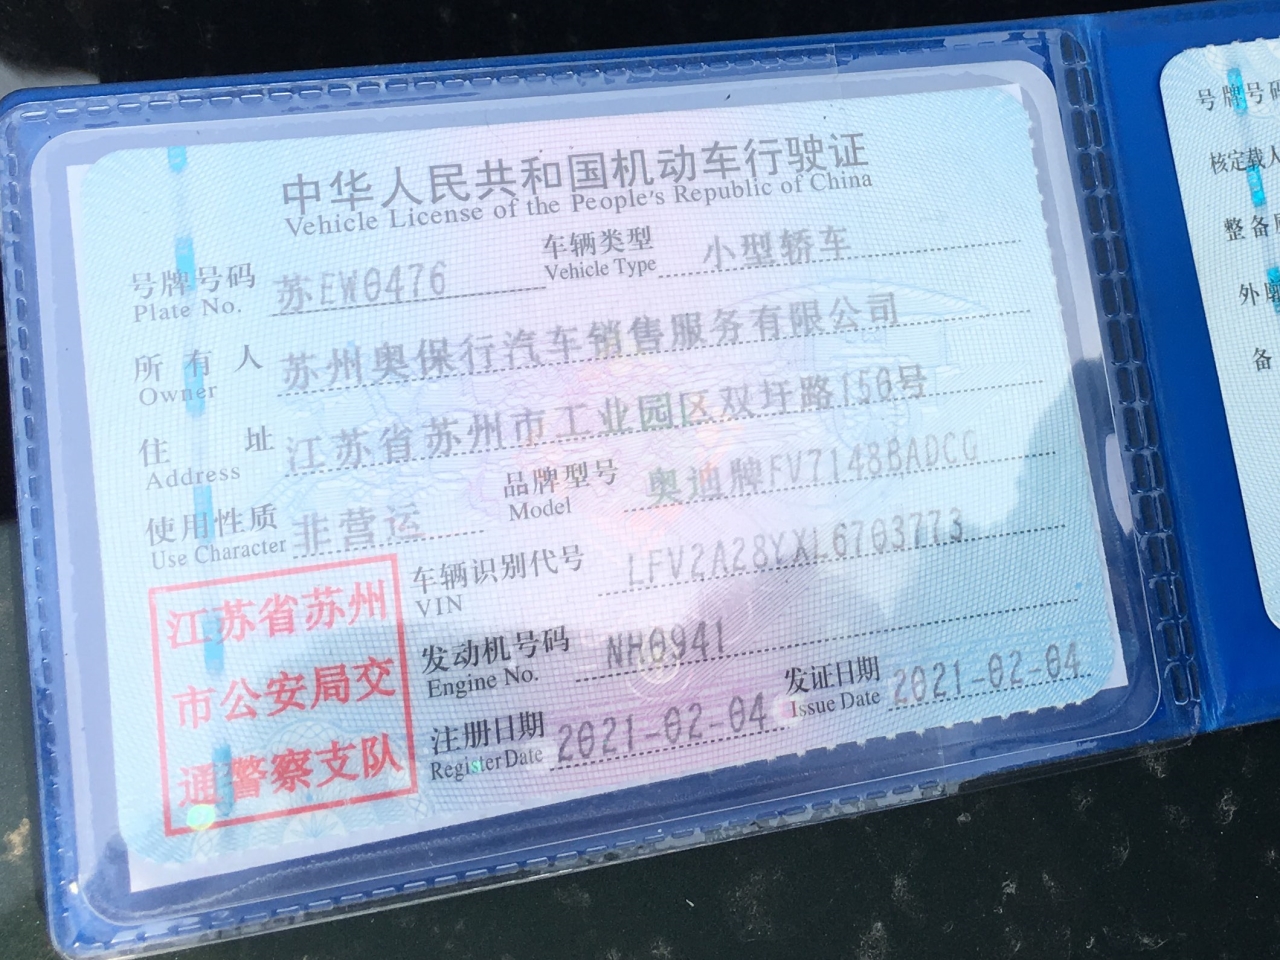 中华人民共和国机动车行驶证
Vehicle License of the People's Republic of China
号牌号码 苏EW0476 车辆类型 小型轿车
Plate No. Vehicle Type
所有人 苏州奥保行汽车销售服务有限公司
Owner
住址 江苏省苏州市工业园区双圩路150号
Address
使用性质 非营运 品牌型号 奥迪牌FV7148BADCG
Use Character Model
车辆识别代号 LFV2A28YXL6703773
VIN
发动机号码 NH0941
Engine No.
注册日期 2021-02-04 发证日期 2021-02-04
Register Date Issue Date
江苏省苏州
市公安局交
通警察支队
号牌号码
核定载人
整备
外廓
备